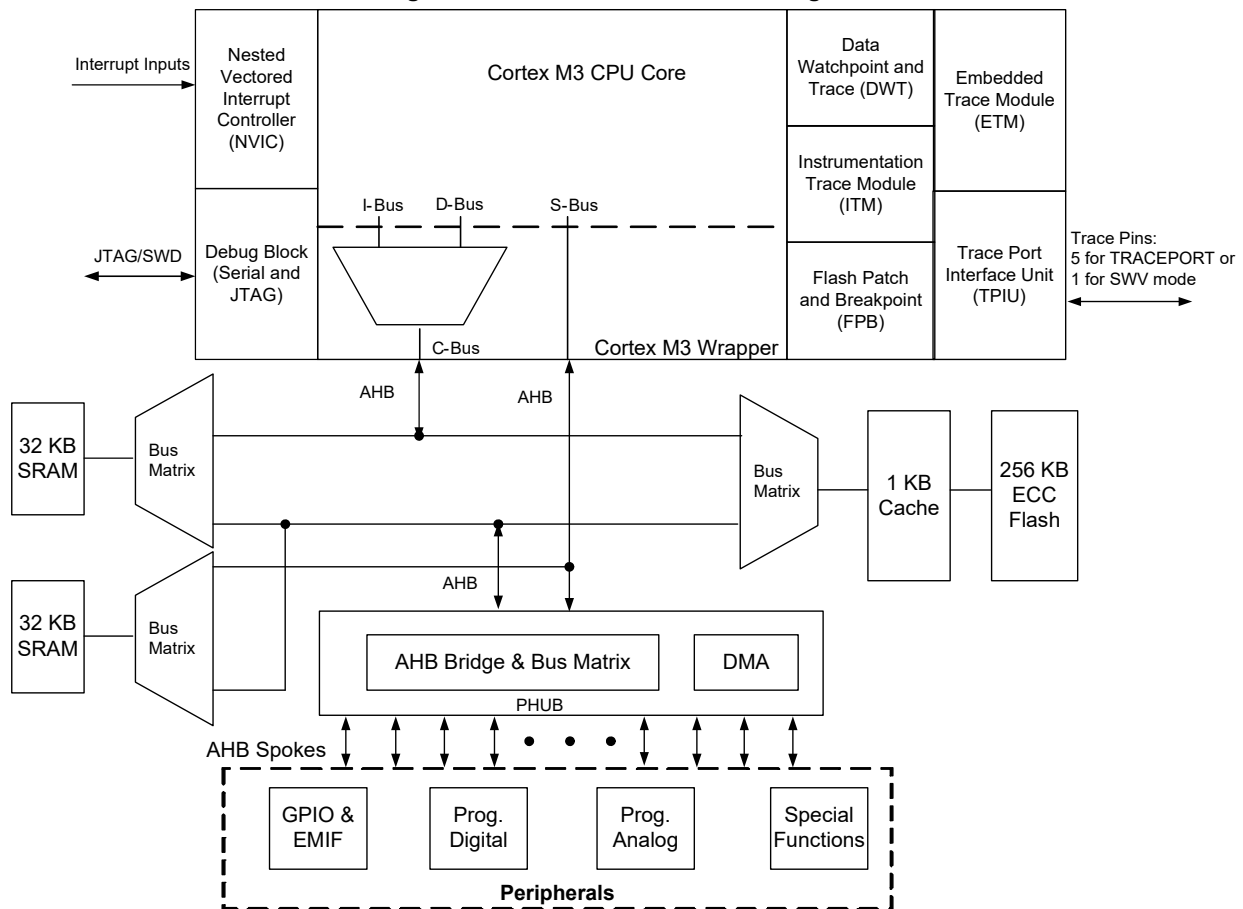 Nested
Vectored
Interrupt
Controller
(NVIC)
Interrupt Inputs
Cortex M3 CPU Core
Data
Watchpoint and
Trace (DWT)
Embedded
Trace Module
(ETM)
Instrumentation
Trace Module
(ITM)
I-Bus
D-Bus
S-Bus
JTAG/SWD
Debug Block
(Serial and
JTAG)
Flash Patch
and Breakpoint
(FPB)
Trace Port
Interface Unit
(TPIU)
Trace Pins:
5 for TRACEPORT or
1 for SWV mode
C-Bus
Cortex M3 Wrapper
AHB
AHB
32 KB
SRAM
Bus
Matrix
Bus
Matrix
1 KB
Cache
256 KB
ECC
Flash
AHB
32 KB
SRAM
Bus
Matrix
AHB Bridge & Bus Matrix
DMA
PHUB
AHB Spokes
GPIO &
EMIF
Prog.
Digital
Prog.
Analog
Special
Functions
Peripherals